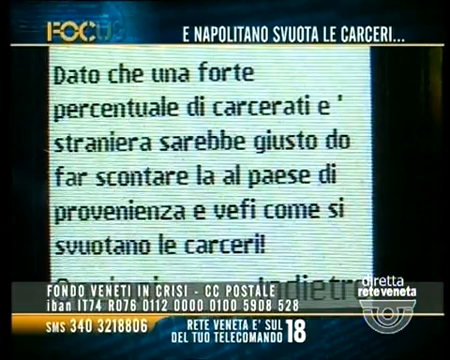 FOCUS
E NAPOLITANO SVUOTA LE CARCERI...
Dato che una forte
percentuale di carcerati e '
straniera sarebbe giusto do
far scontare la al paese di
provenienza e vefi come si
svuotano le carceri!
Indietro
FONDO VENETI IN CRISI - CC POSTALE
iban IT74 R076 0112 0000 0100 5908 528
diretta
reteveneta
SMS 340 3218806
RETE VENETA E' SUL 18
DEL TUO TELECOMANDO